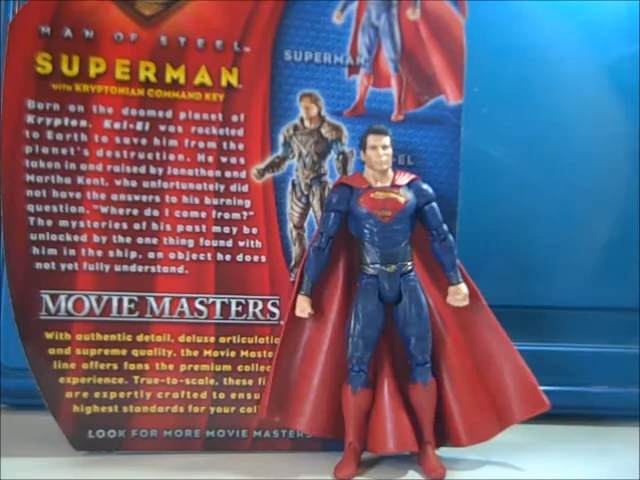 MAN OF STEEL™
SUPERMAN™
WITH KRYPTONIAN COMMAND KEY
Born on the doomed planet of
Krypton, Kal-El was rocketed
to Earth to save him from the
planet's destruction. He was
taken in and raised by Jonathan and
Martha Kent, who unfortunately did
not have the answers to his burning
question, "Where do I come from?"
The mysteries of his past may be
unlocked by the one thing found with
him in the ship, an object he does
not yet fully understand.
MOVIE MASTERS
With authentic detail, deluxe articulatio
and supreme quality, the Movie Maste
line offers fans the premium collec
experience. True-to-scale, these fi
are expertly crafted to ensu
highest standards for your col
LOOK FOR MORE MOVIE MASTERS
SUPERMAN
EL